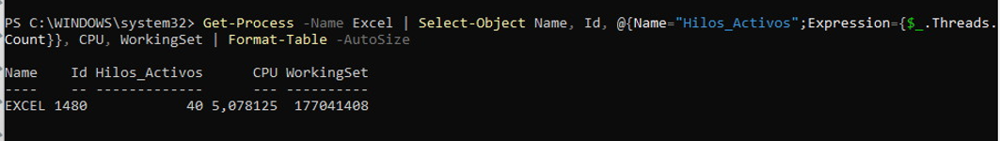 PS C:\WINDOWS\system32> Get-Process -Name Excel | Select-Object Name, Id, @{Name="Hilos_Activos";Expression={$_.Threads.
Count}}, CPU, WorkingSet | Format-Table -AutoSize
Name    Id Hilos_Activos      CPU WorkingSet
----    -- -------------      --- ----------
EXCEL 1480            40 5,078125  177041408